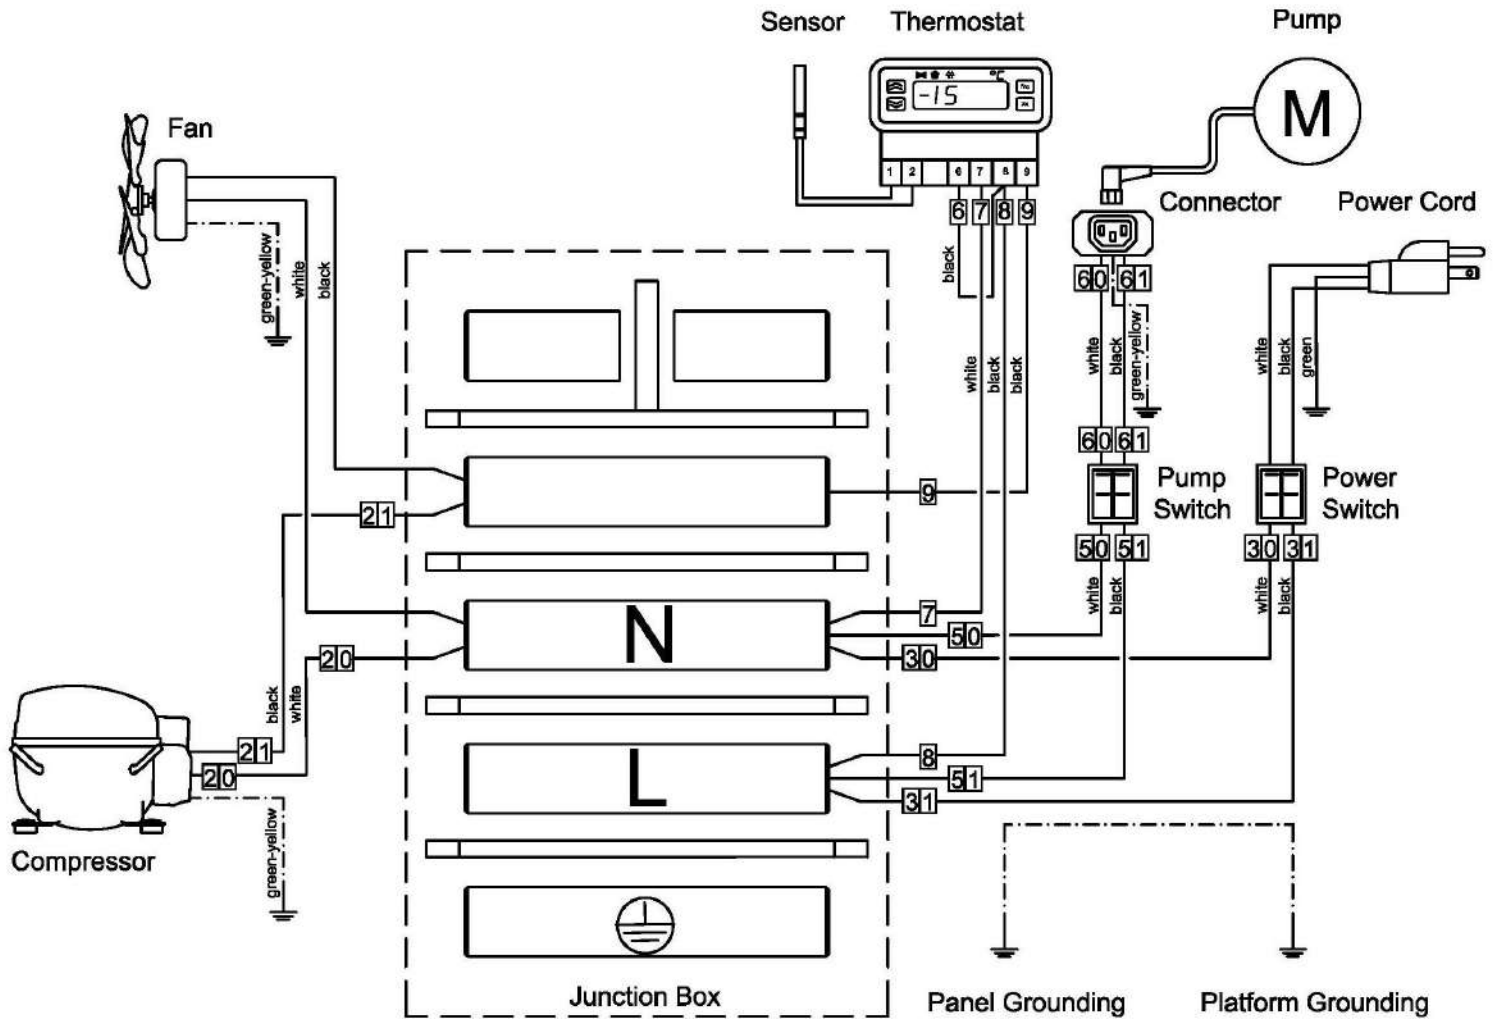 Sensor
Thermostat
Pump
°C
-15
M
Fan
1 2 6 7 8 9
Connector
Power Cord
6 7 8 9
60 61
green-yellow
white
black
black
white
black
black
white
black
green-yellow
white
black
green
60 61
Pump
Switch
Power
Switch
9
21
50 51
30 31
white
black
white
black
N
7
50
30
20
black
white
21
20
L
8
51
31
green-yellow
Compressor
Junction Box
Panel Grounding
Platform Grounding